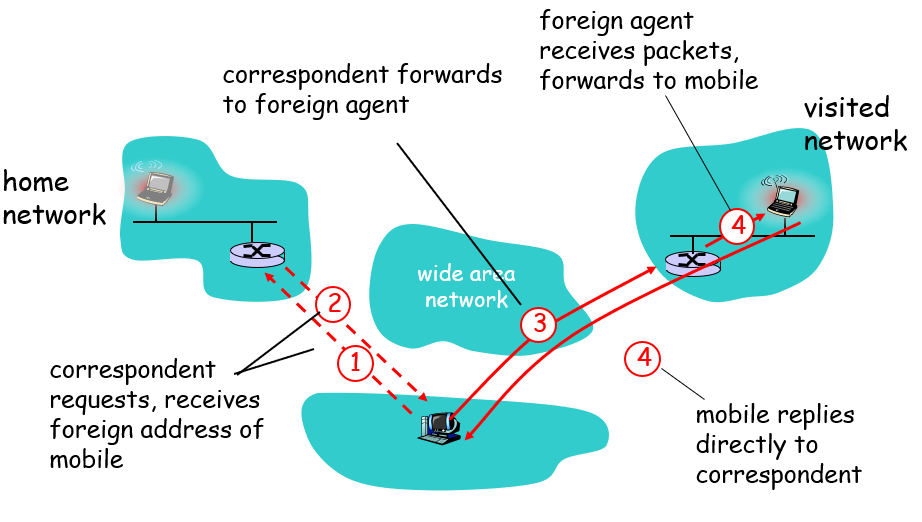 foreign agent
receives packets,
forwards to mobile
correspondent forwards
to foreign agent
visited
network
home
network
wide area
network
4
2
3
1
4
correspondent
requests, receives
foreign address of
mobile
mobile replies
directly to
correspondent